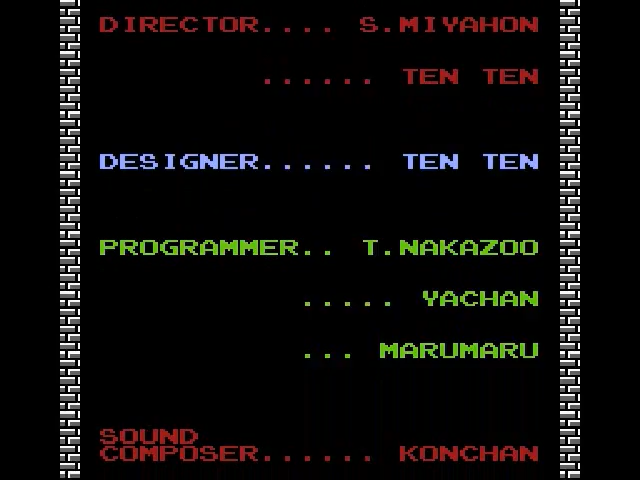 DIRECTOR.... S.MIYAHON
...... TEN TEN
DESIGNER...... TEN TEN
PROGRAMMER.. T.NAKAZOO
..... YACHAN
... MARUMARU
SOUND
COMPOSER...... KONCHAN